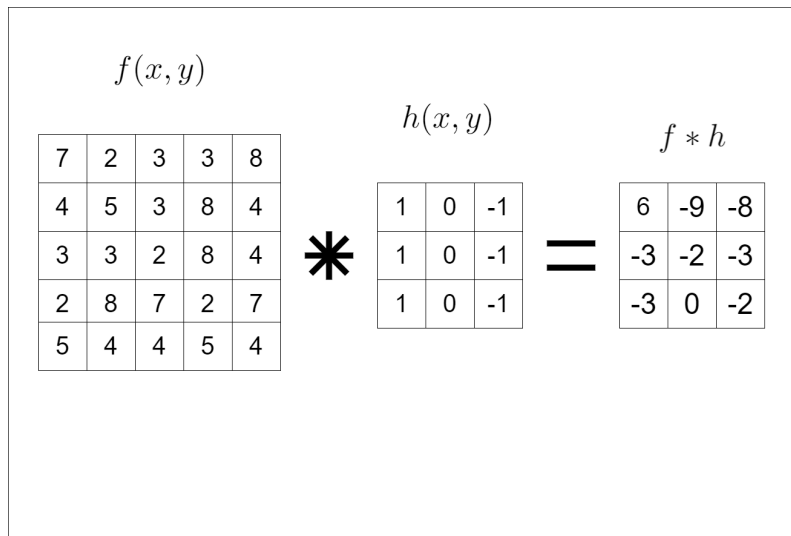 f(x, y)
h(x, y)
f ∗ h
7 2 3 3 8
4 5 3 8 4
3 3 2 8 4
2 8 7 2 7
5 4 4 5 4
∗
1 0 -1
1 0 -1
1 0 -1
=
6 -9 -8
-3 -2 -3
-3 0 -2